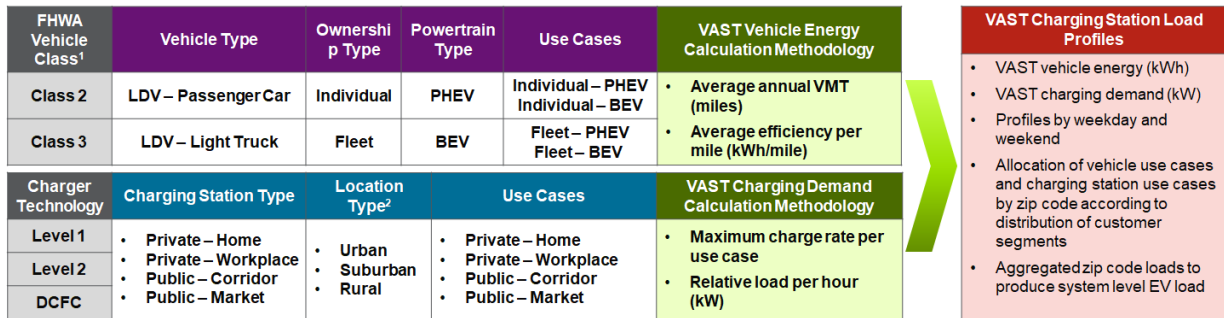 FHWA
Vehicle
Class1
Vehicle Type
Ownershi
p Type
Powertrain
Type
Use Cases
VAST Vehicle Energy
Calculation Methodology
Class 2
LDV – Passenger Car
Individual
PHEV
Individual – PHEV
Individual – BEV
• Average annual VMT
(miles)
• Average efficiency per
mile (kWh/mile)
Class 3
LDV – Light Truck
Fleet
BEV
Fleet – PHEV
Fleet – BEV
Charger
Technology
Charging Station Type
Location
Type2
Use Cases
VAST Charging Demand
Calculation Methodology
Level 1
Level 2
DCFC
• Private – Home
• Private – Workplace
• Public – Corridor
• Public – Market
• Urban
• Suburban
• Rural
• Private – Home
• Private – Workplace
• Public – Corridor
• Public – Market
• Maximum charge rate per
use case
• Relative load per hour
(kW)
VAST Charging Station Load
Profiles
• VAST vehicle energy (kWh)
• VAST charging demand (kW)
• Profiles by weekday and
weekend
• Allocation of vehicle use cases
and charging station use cases
by zip code according to
distribution of customer
segments
• Aggregated zip code loads to
produce system level EV load